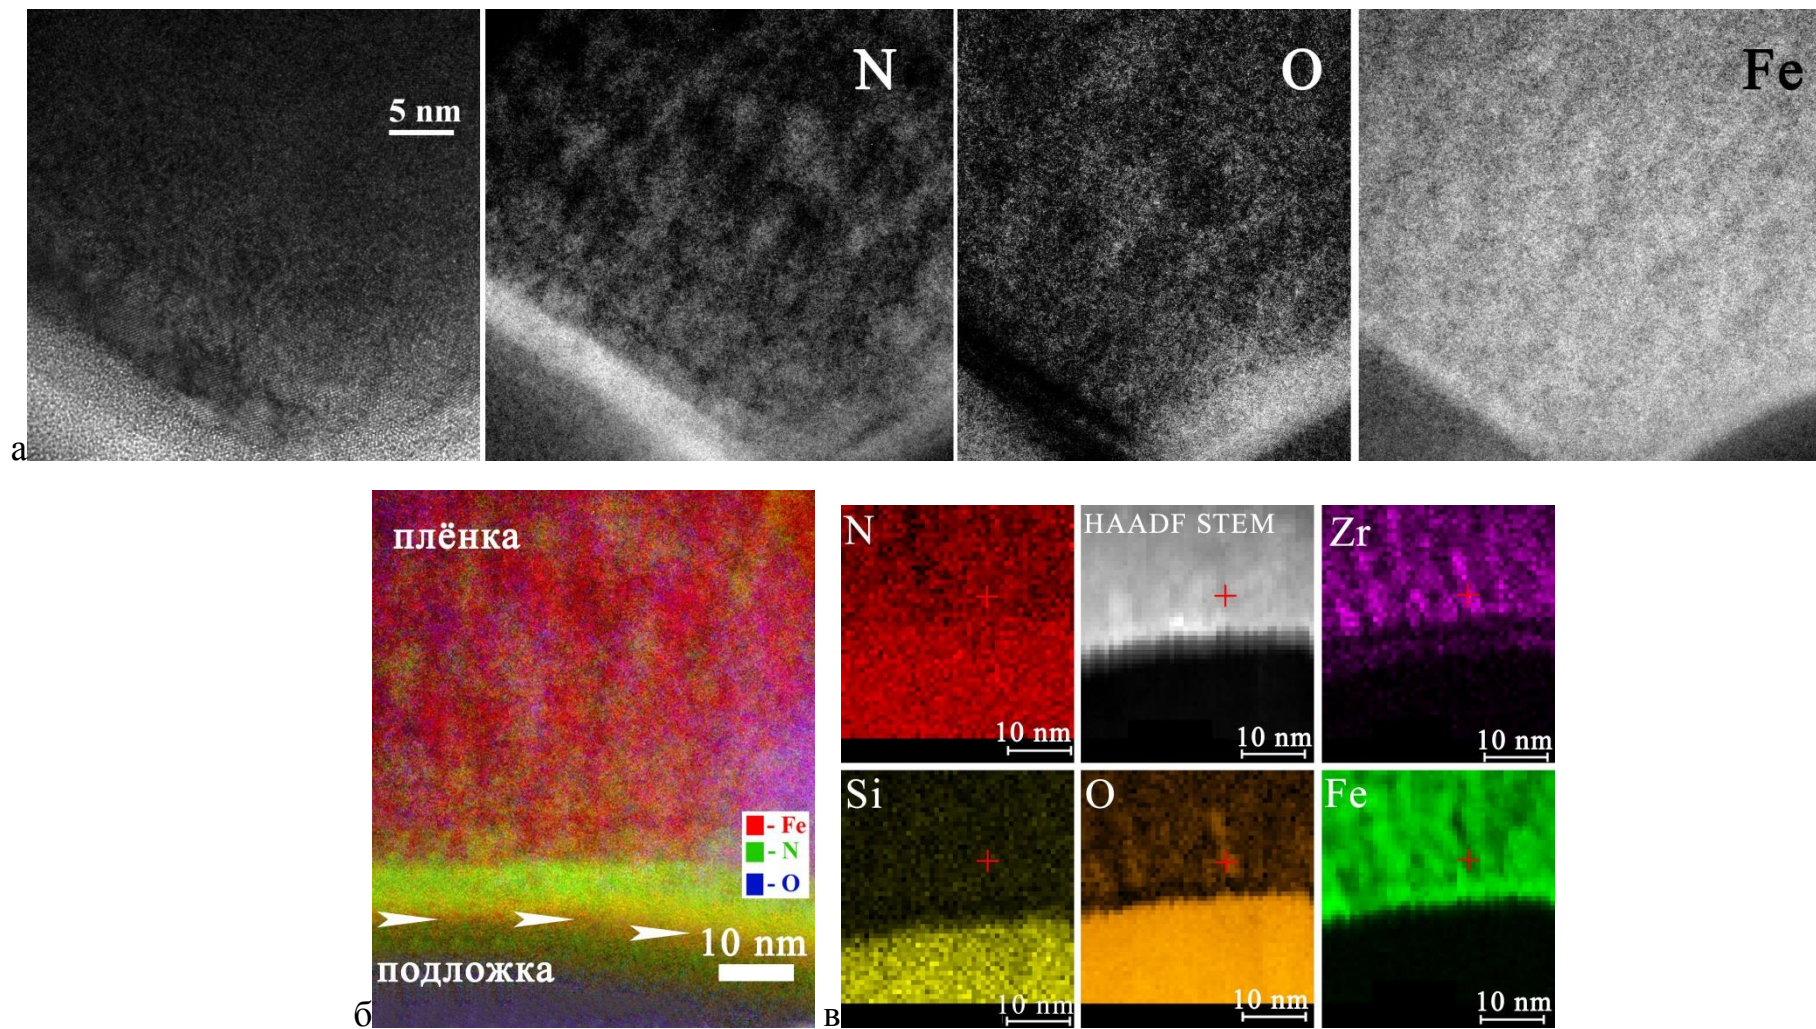 5 nm
N
O
Fe
а
плёнка
- Fe
- N
- O
10 nm
подложка
б
N
HAADF STEM
Zr
10 nm
10 nm
10 nm
Si
O
Fe
10 nm
10 nm
10 nm
в